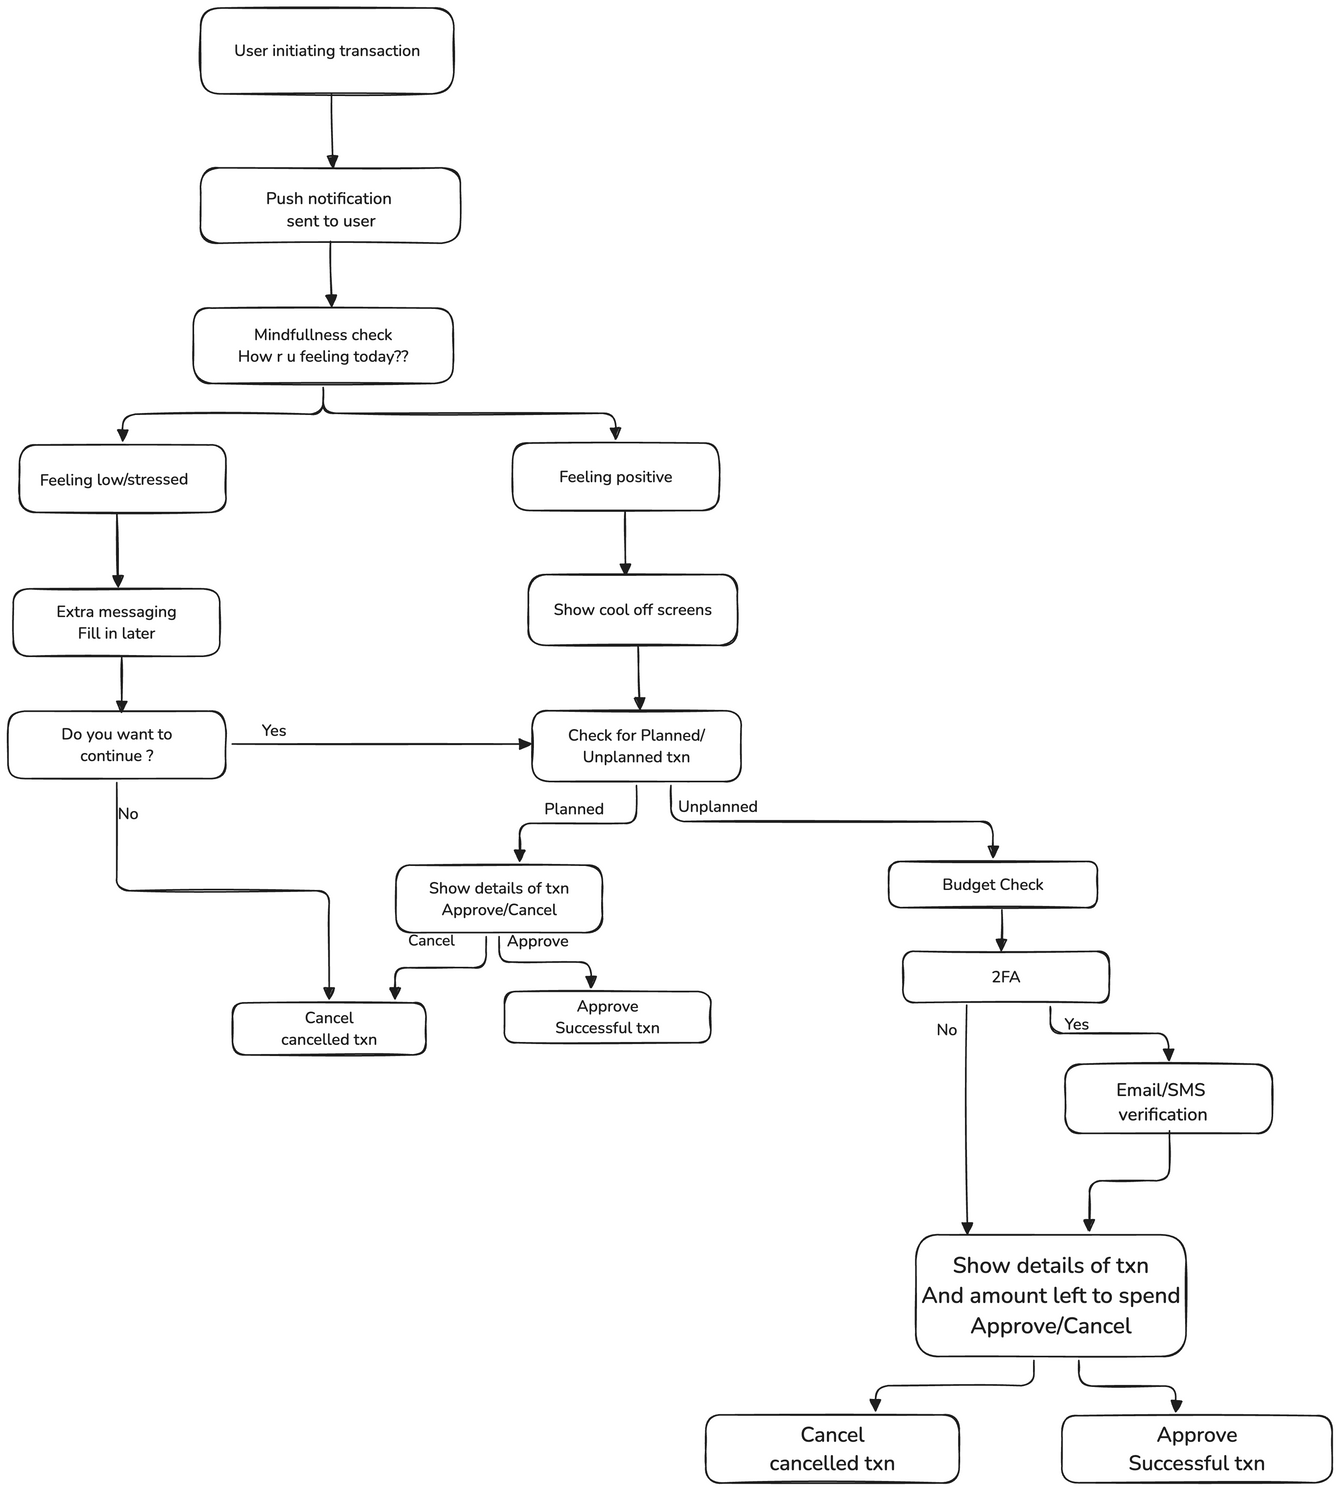 User initiating transaction
Push notification
sent to user
Mindfullness check
How r u feeling today??
Feeling low/stressed
Feeling positive
Extra messaging
Fill in later
Show cool off screens
Do you want to
continue ?
Yes
Check for Planned/
Unplanned txn
No
Planned
Unplanned
Show details of txn
Approve/Cancel
Cancel
Approve
Budget Check
Cancel
cancelled txn
Approve
Successful txn
2FA
No
Yes
Email/SMS
verification
Show details of txn
And amount left to spend
Approve/Cancel
Cancel
cancelled txn
Approve
Successful txn